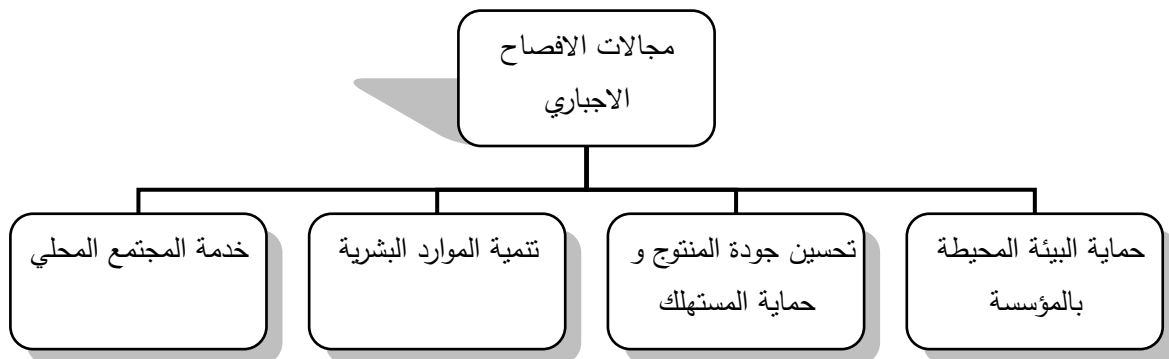 مجالات الافصاح
الاجباري
حماية البيئة المحيطة
بالمؤسسة
تحسين جودة المنتوج و
حماية المستهلك
تنمية الموارد البشرية
خدمة المجتمع المحلي